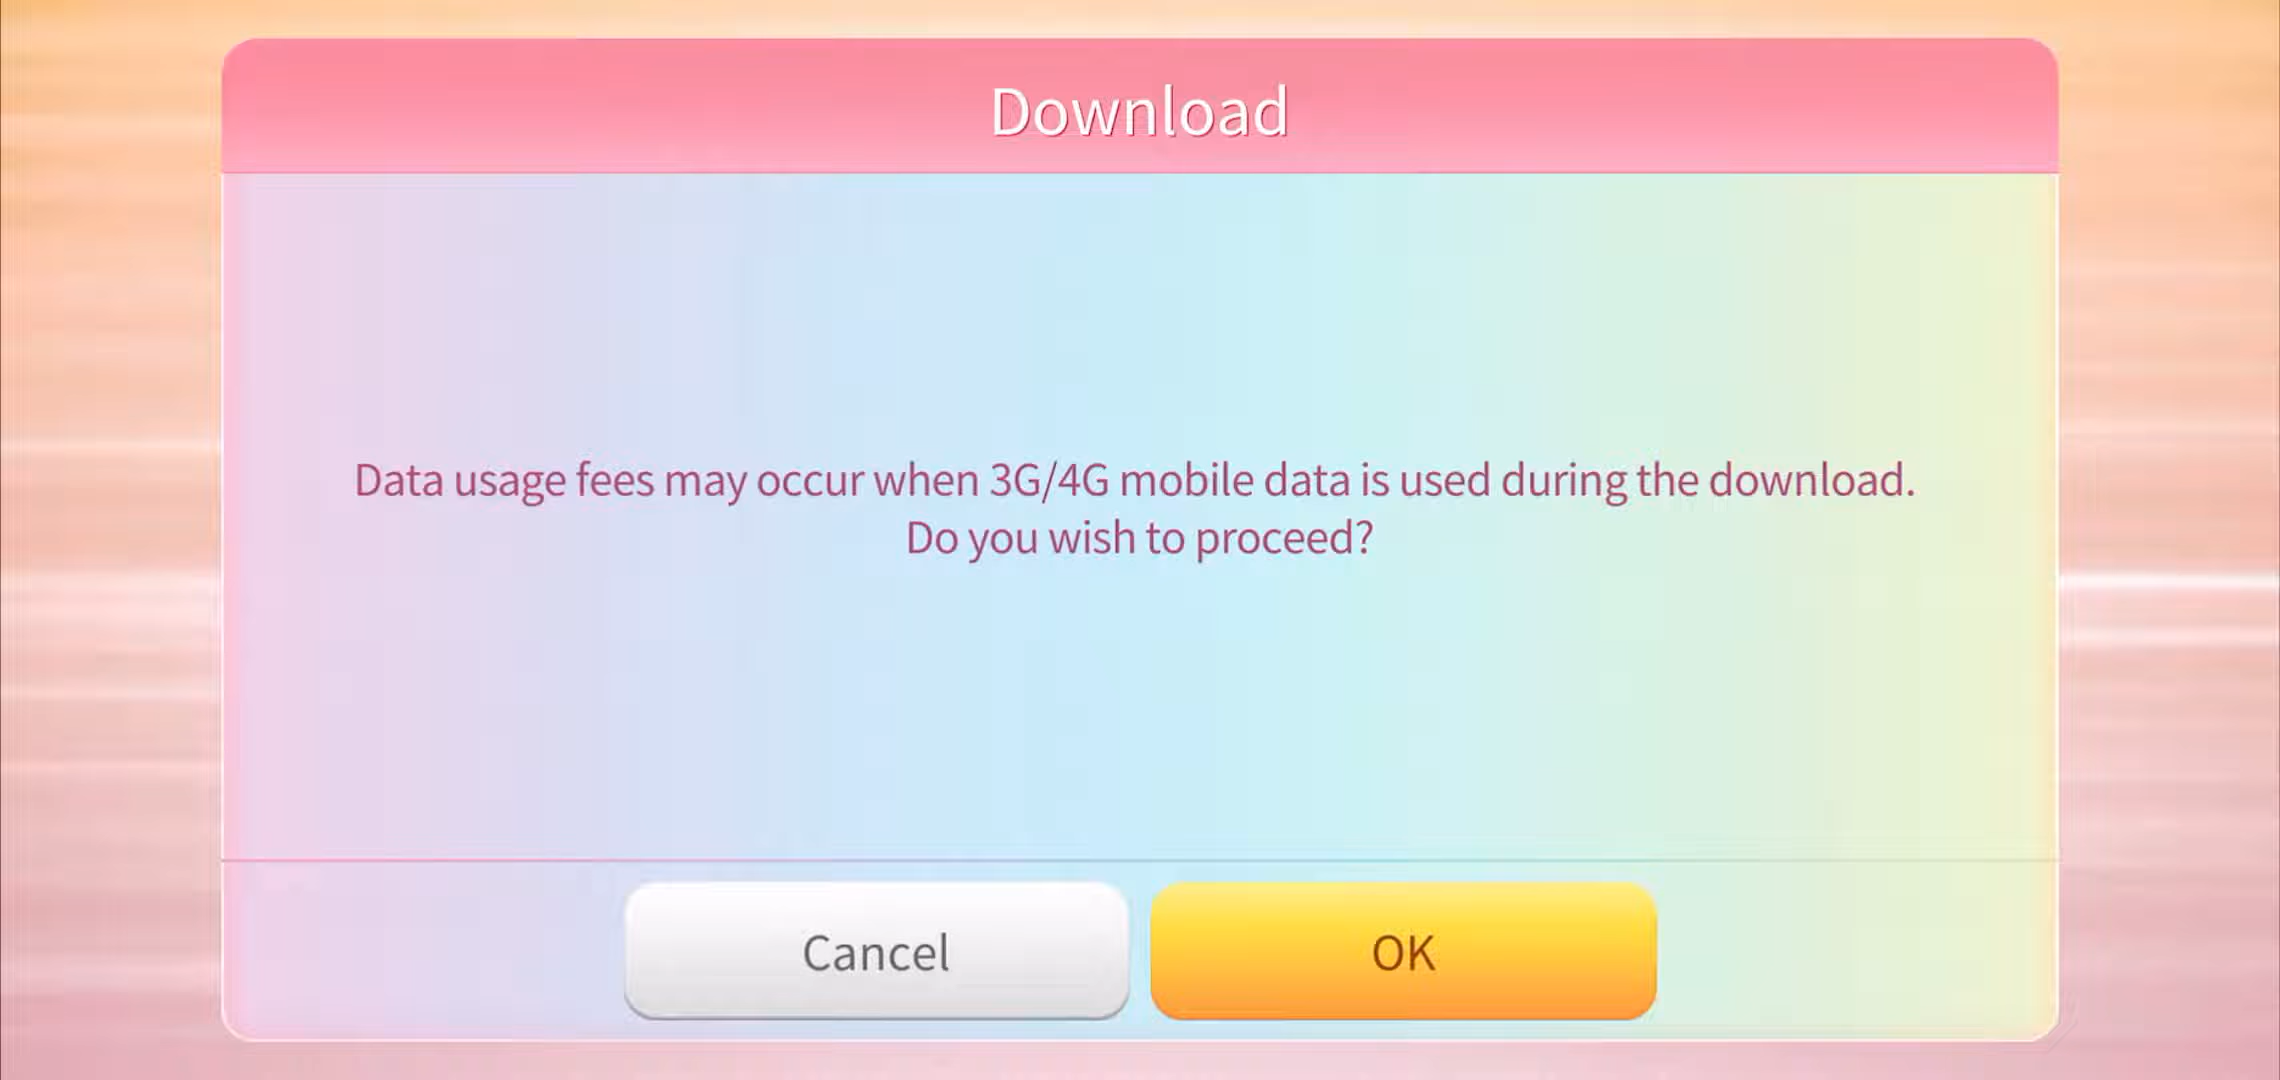 Download
Data usage fees may occur when 3G/4G mobile data is used during the download.
Do you wish to proceed?
Cancel
OK